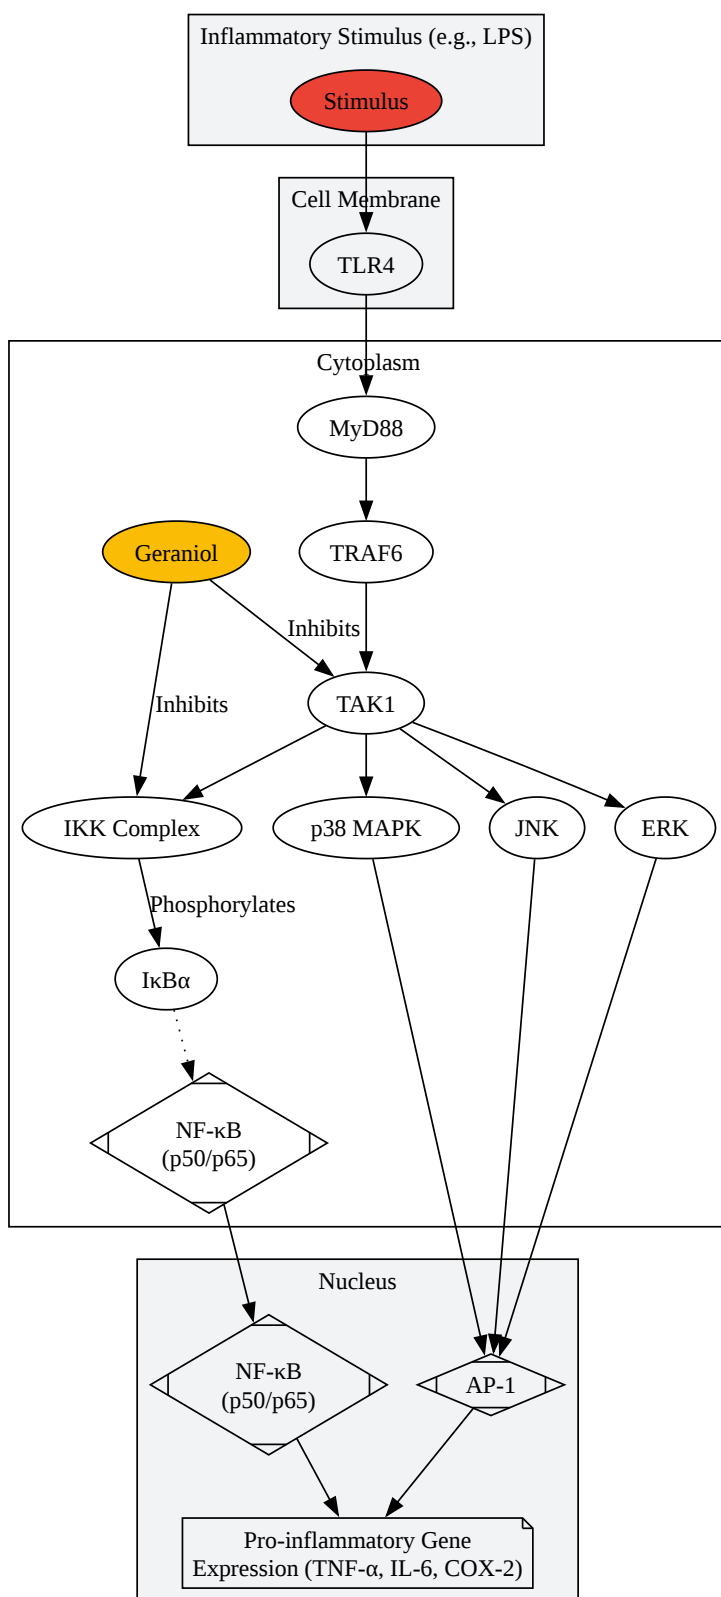 Inflammatory Stimulus (e.g., LPS)
Stimulus
Cell Membrane
TLR4
Cytoplasm
MyD88
Geraniol
TRAF6
Inhibits
TAK1
Inhibits
IKK Complex
p38 MAPK
JNK
ERK
Phosphorylates
IκBα
NF-κB
(p50/p65)
Nucleus
NF-κB
(p50/p65)
AP-1
Pro-inflammatory Gene
Expression (TNF-α, IL-6, COX-2)